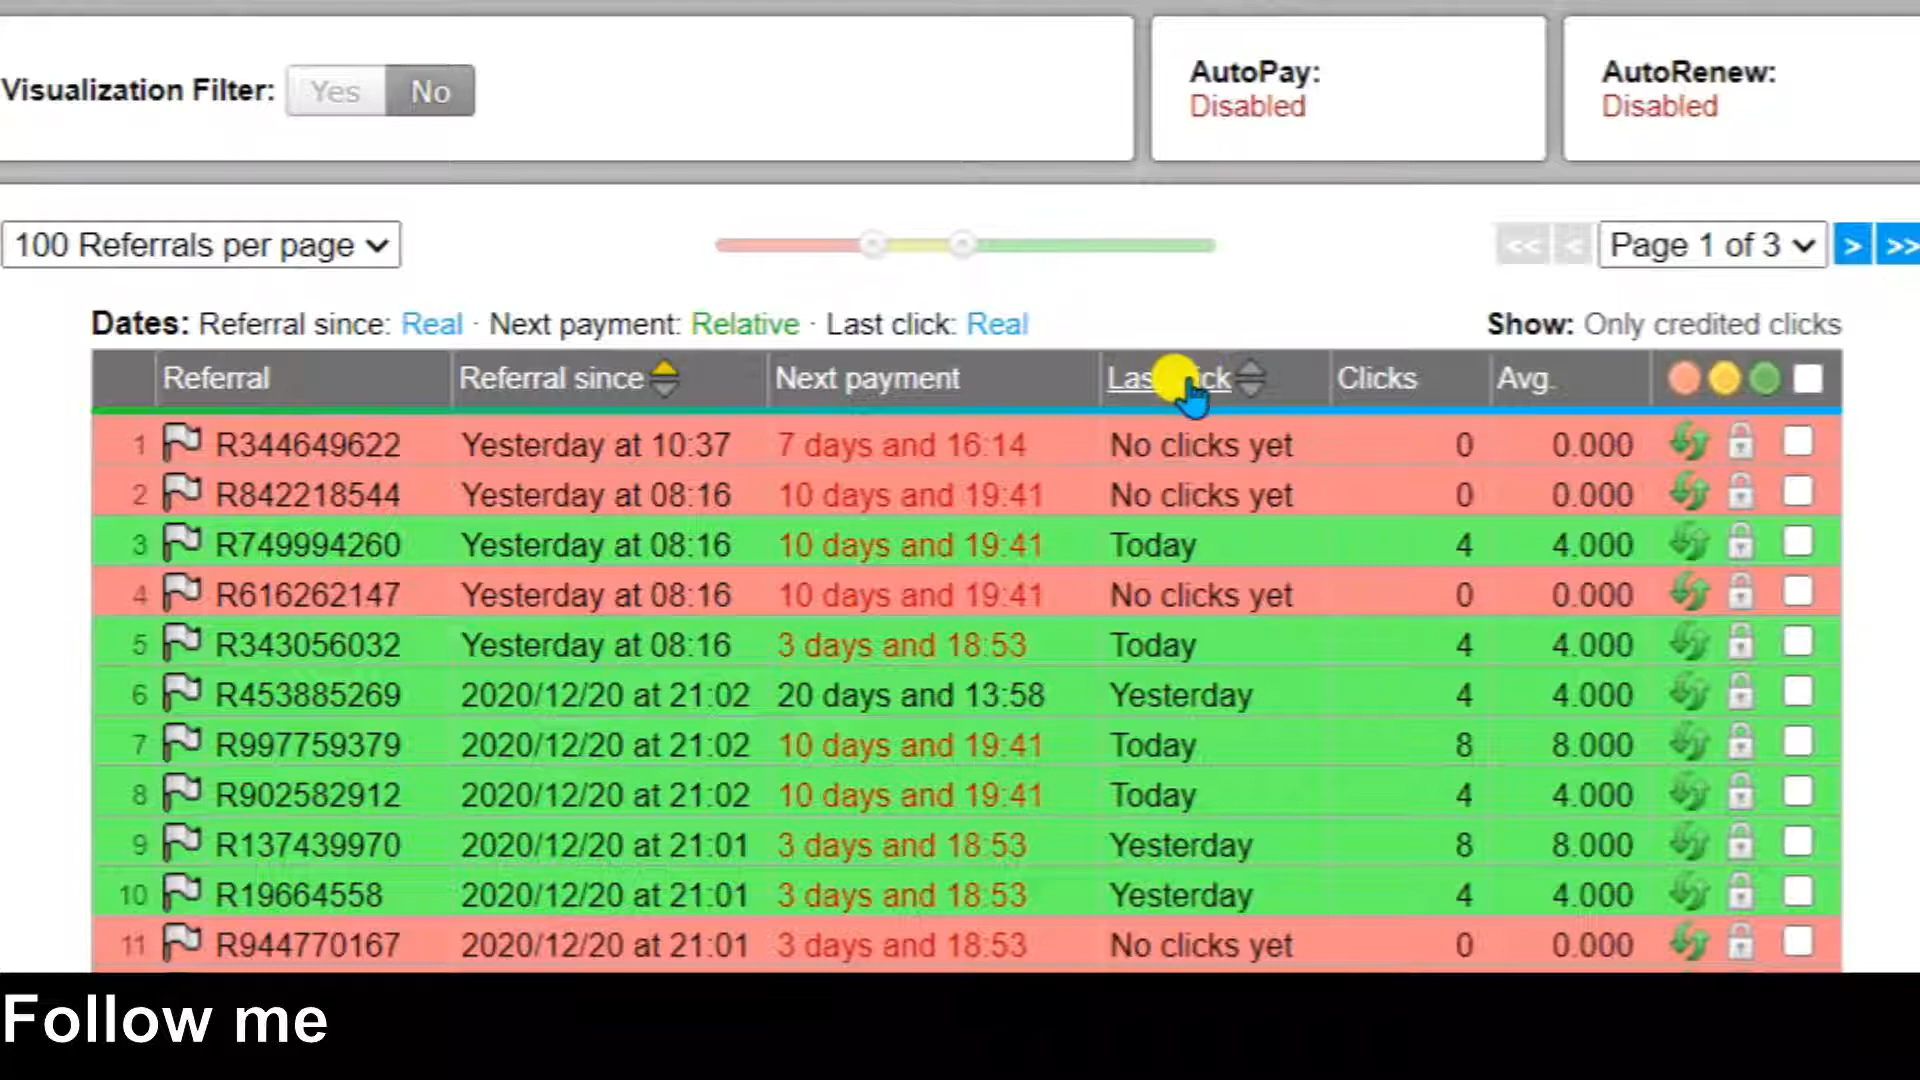 Visualization Filter: Yes No
AutoPay:
Disabled
AutoRenew:
Disabled
100 Referrals per page
<< < Page 1 of 3 > >>
Dates: Referral since: Real · Next payment: Relative · Last click: Real
Show: Only credited clicks
Referral Referral since Next payment Clicks Avg.
1 R344649622 Yesterday at 10:37 7 days and 16:14 No clicks yet 0 0.000
2 R842218544 Yesterday at 08:16 10 days and 19:41 No clicks yet 0 0.000
3 R749994260 Yesterday at 08:16 10 days and 19:41 Today 4 4.000
4 R616262147 Yesterday at 08:16 10 days and 19:41 No clicks yet 0 0.000
5 R343056032 Yesterday at 08:16 3 days and 18:53 Today 4 4.000
6 R453885269 2020/12/20 at 21:02 20 days and 13:58 Yesterday 4 4.000
7 R997759379 2020/12/20 at 21:02 10 days and 19:41 Today 8 8.000
8 R902582912 2020/12/20 at 21:02 10 days and 19:41 Today 4 4.000
9 R137439970 2020/12/20 at 21:01 3 days and 18:53 Yesterday 8 8.000
10 R19664558 2020/12/20 at 21:01 3 days and 18:53 Yesterday 4 4.000
11 R944770167 2020/12/20 at 21:01 3 days and 18:53 No clicks yet 0 0.000
Follow me